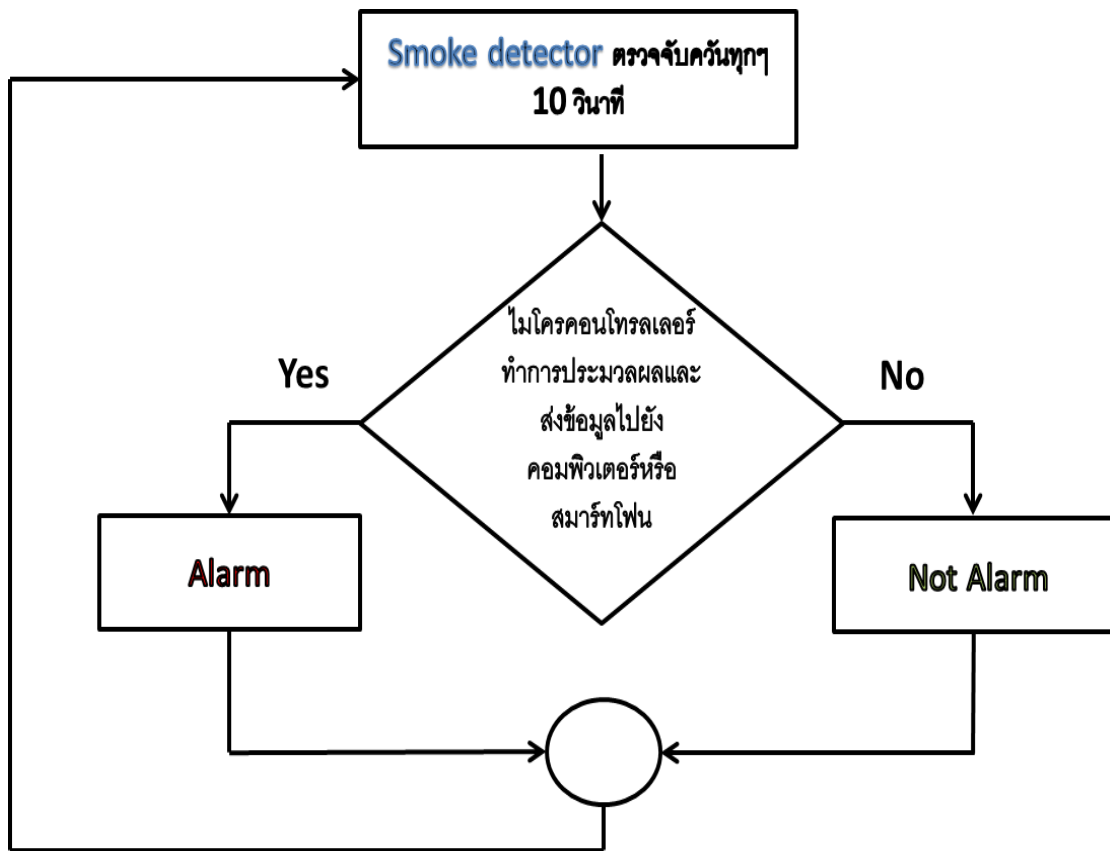 Smoke detector ตรวจจับควันทุกๆ
10 วินาที
ไมโครคอนโทรลเลอร์
ทำการประมวลผลและ
ส่งข้อมูลไปยัง
คอมพิวเตอร์หรือ
สมาร์ทโฟน
Yes
No
Alarm
Not Alarm